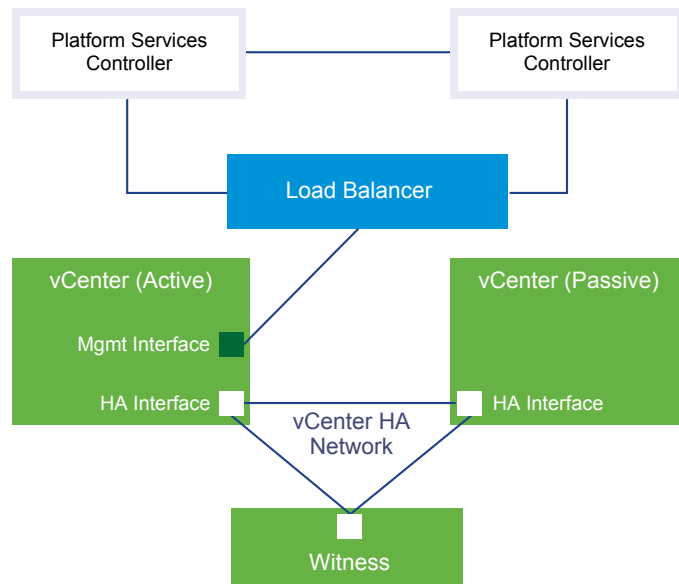 Platform Services
Controller
Platform Services
Controller
Load Balancer
vCenter (Active)
vCenter (Passive)
Mgmt Interface
HA Interface
HA Interface
vCenter HA
Network
Witness